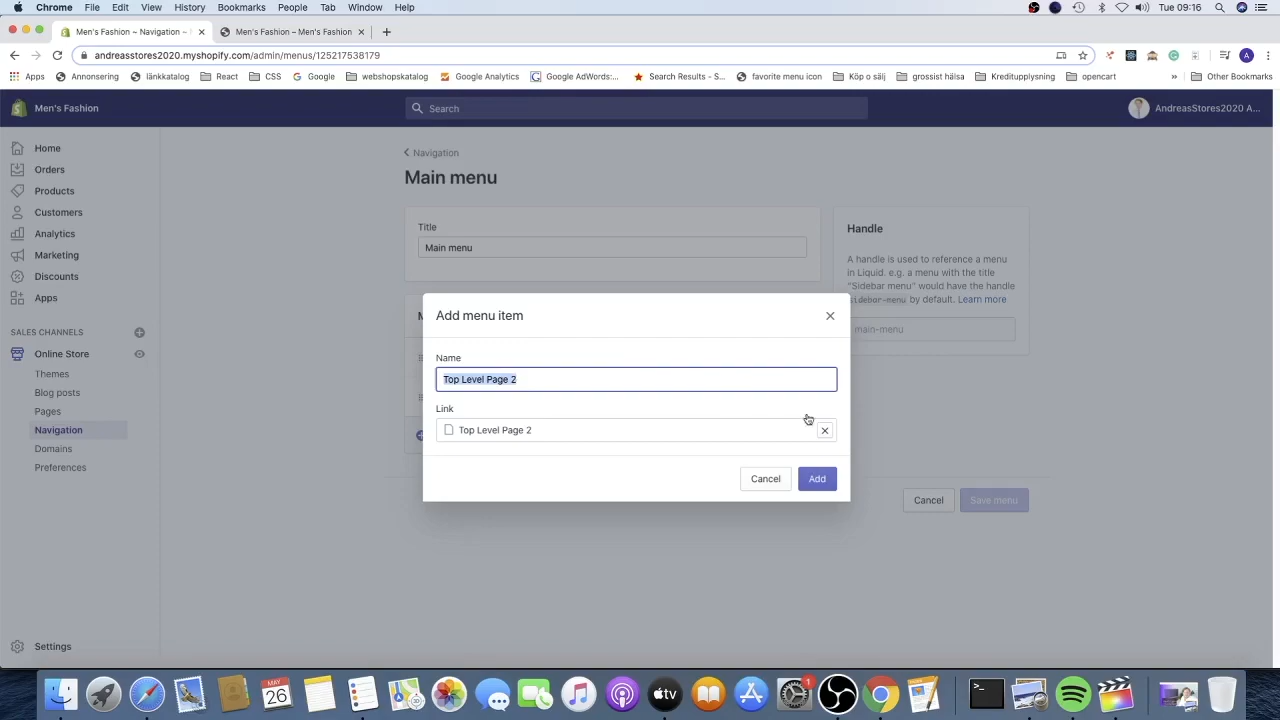 Chrome File Edit View History Bookmarks People Tab Window Help Tue 09:16
Men's Fashion ~ Navigation ~ Men's Fashion – Men's Fashion
andreasstores2020.myshopify.com/admin/menus/125217538179
Apps Annonsering länkkatalog React CSS Google webshopskatalog Google Analytics Google AdWords:... Search Results - S... favorite menu icon Köp o sälj grossist hälsa Kreditupplysning opencart » Other Bookmarks
Men's Fashion Search AndreasStores2020 A...
Home
Orders
Products
Customers
Analytics
Marketing
Discounts
Apps
SALES CHANNELS
Online Store
Themes
Blog posts
Pages
Navigation
Domains
Preferences
Settings
Navigation
Main menu
Title
Main menu
Handle
A handle is used to reference a menu
in Liquid. e.g. a menu with the title
"Sidebar menu" would have the handle
sidebar-menu by default. Learn more
main-menu
Add menu item
Name
Top Level Page 2
Link
Top Level Page 2
Cancel Add
Cancel Save menu
MAY
26
tv
1